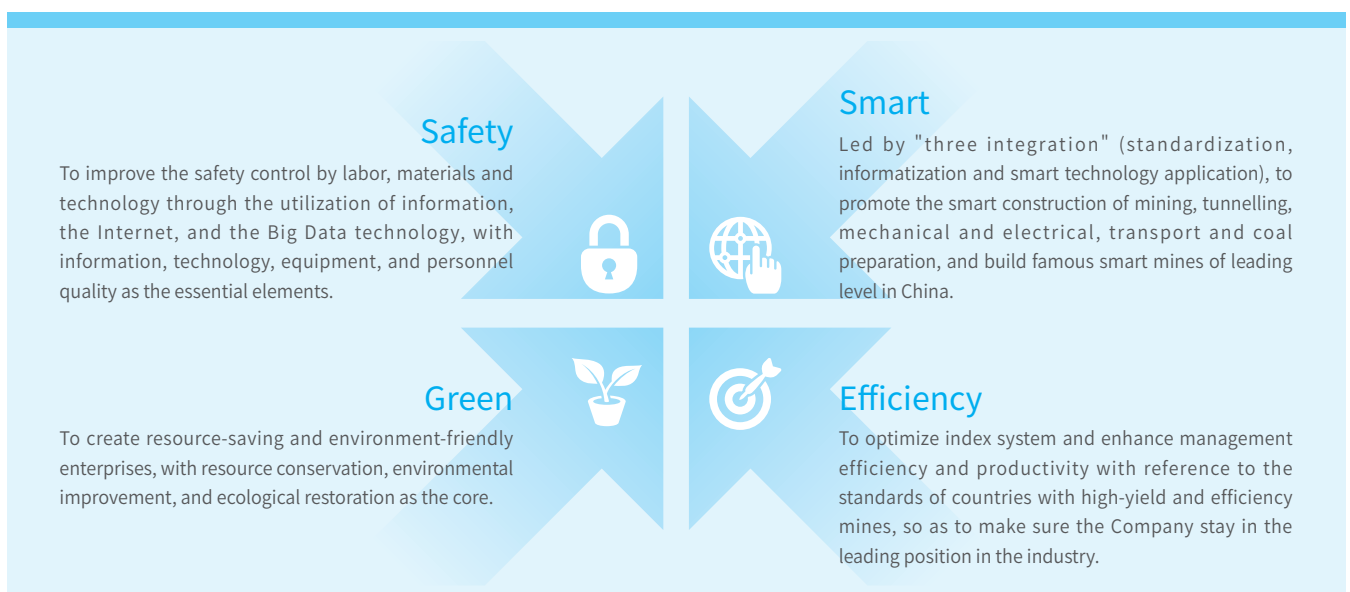 Safety
To improve the safety control by labor, materials and
technology through the utilization of information,
the Internet, and the Big Data technology, with
information, technology, equipment, and personnel
quality as the essential elements.
Smart
Led by "three integration" (standardization,
informatization and smart technology application), to
promote the smart construction of mining, tunnelling,
mechanical and electrical, transport and coal
preparation, and build famous smart mines of leading
level in China.
Green
To create resource-saving and environment-friendly
enterprises, with resource conservation, environmental
improvement, and ecological restoration as the core.
Efficiency
To optimize index system and enhance management
efficiency and productivity with reference to the
standards of countries with high-yield and efficiency
mines, so as to make sure the Company stay in the
leading position in the industry.